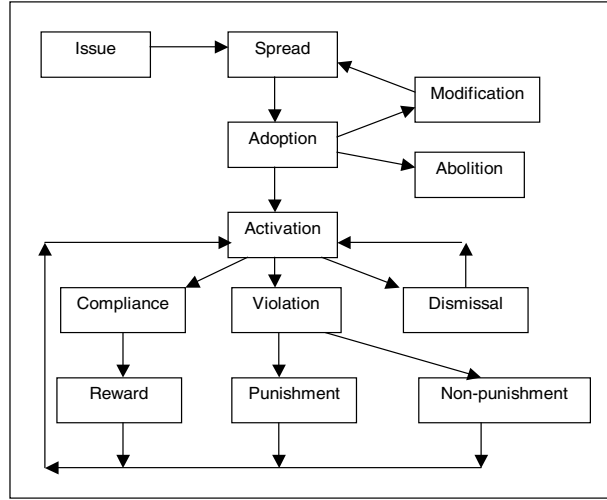 Issue
Spread
Modification
Adoption
Abolition
Activation
Compliance
Violation
Dismissal
Reward
Punishment
Non-punishment